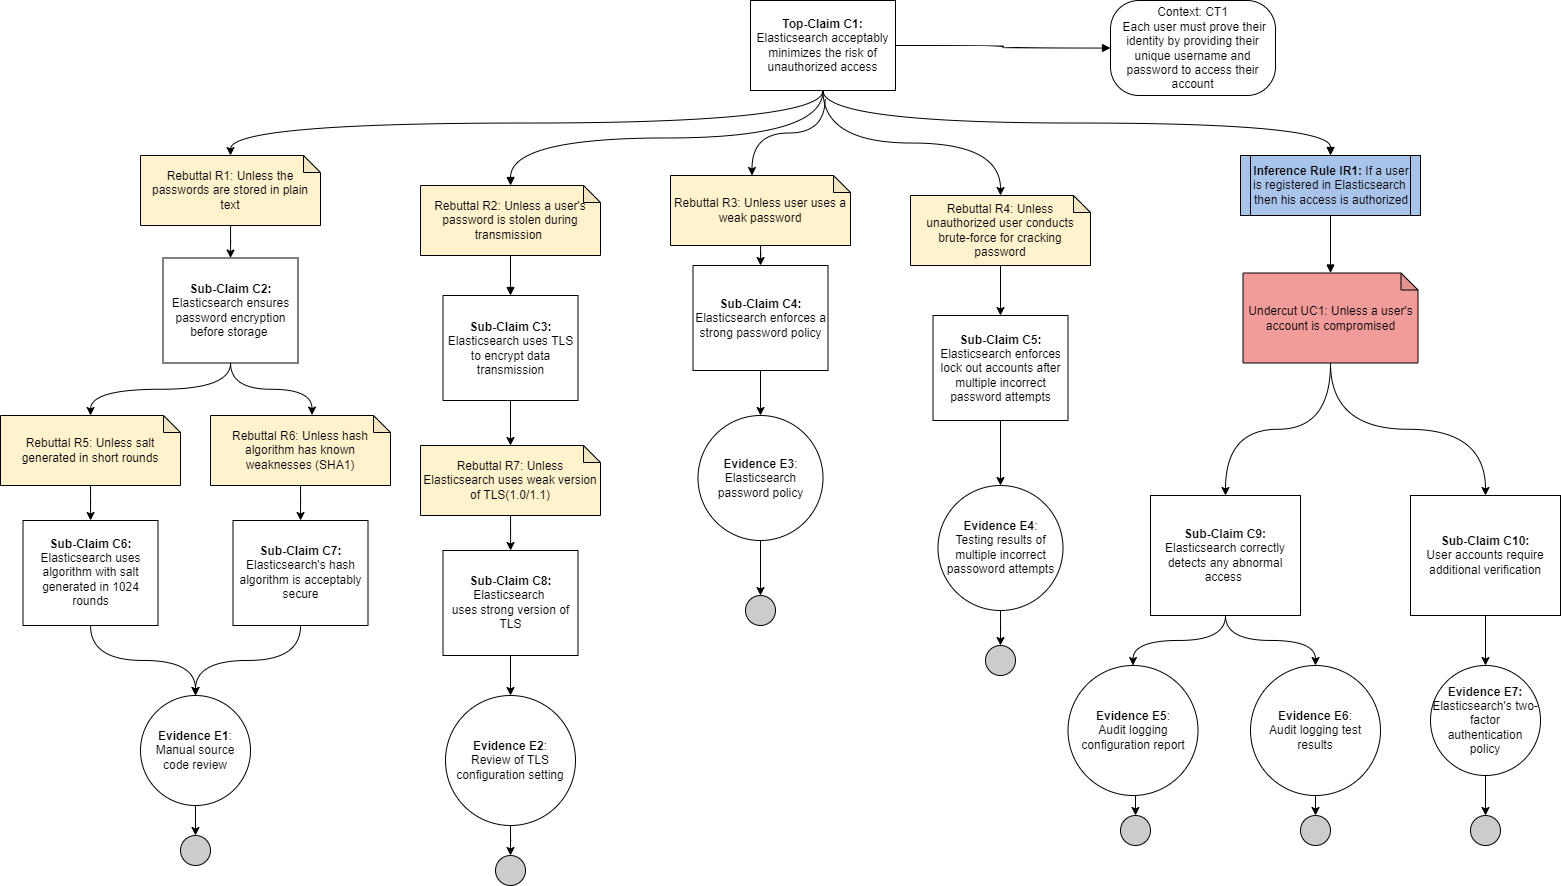 Top-Claim C1:
Elasticsearch acceptably
minimizes the risk of
unauthorized access
Context: CT1
Each user must prove their
identity by providing their
unique username and
password to access their
account
Rebuttal R1: Unless the
passwords are stored in plain
text
Rebuttal R2: Unless a user's
password is stolen during
transmission
Rebuttal R3: Unless user uses a
weak password
Rebuttal R4: Unless
unauthorized user conducts
brute-force for cracking
password
Inference Rule IR1: If a user
is registered in Elasticsearch
then his access is authorized
Sub-Claim C2:
Elasticsearch ensures
password encryption
before storage
Sub-Claim C3:
Elasticsearch uses TLS
to encrypt data
transmission
Sub-Claim C4:
Elasticsearch enforces a
strong password policy
Sub-Claim C5:
Elasticsearch enforces
lock out accounts after
multiple incorrect
password attempts
Undercut UC1: Unless a user's
account is compromised
Rebuttal R5: Unless salt
generated in short rounds
Rebuttal R6: Unless hash
algorithm has known
weaknesses (SHA1)
Rebuttal R7: Unless
Elasticsearch uses weak version
of TLS(1.0/1.1)
Evidence E3:
Elasticsearch
password policy
Evidence E4:
Testing results of
multiple incorrect
passoword attempts
Sub-Claim C9:
Elasticsearch correctly
detects any abnormal
access
Sub-Claim C10:
User accounts require
additional verification
Sub-Claim C6:
Elasticsearch uses
algorithm with salt
generated in 1024
rounds
Sub-Claim C7:
Elasticsearch's hash
algorithm is acceptably
secure
Sub-Claim C8:
Elasticsearch
uses strong version of
TLS
Evidence E1:
Manual source
code review
Evidence E2:
Review of TLS
configuration setting
Evidence E5:
Audit logging
configuration report
Evidence E6:
Audit logging test
results
Evidence E7:
Elasticsearch's two-
factor
authentication
policy